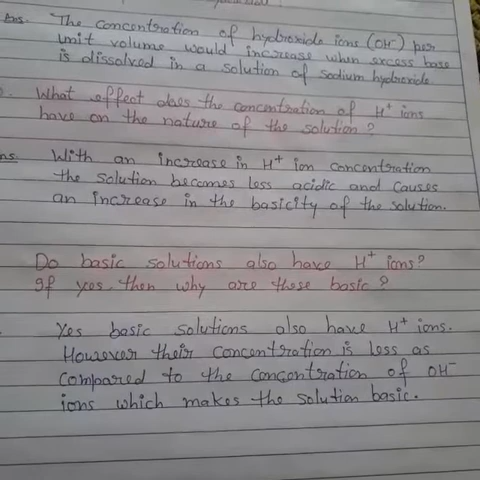 Ans. The concentration of hydroxide ions (OH⁻) per
unit volume would increase when excess base
is dissolved in a solution of sodium hydroxide.
What effect does the concentration of H⁺ ions
have on the nature of the solution?
ns. With an increase in H⁺ ion concentration
the solution becomes less acidic and causes
an increase in the basicity of the solution.
Do basic solutions also have H⁺ ions?
If yes then why are these basic?
Yes basic solutions also have H⁺ ions.
However their concentration is less as
compared to the concentration of OH⁻
ions which makes the solution basic.